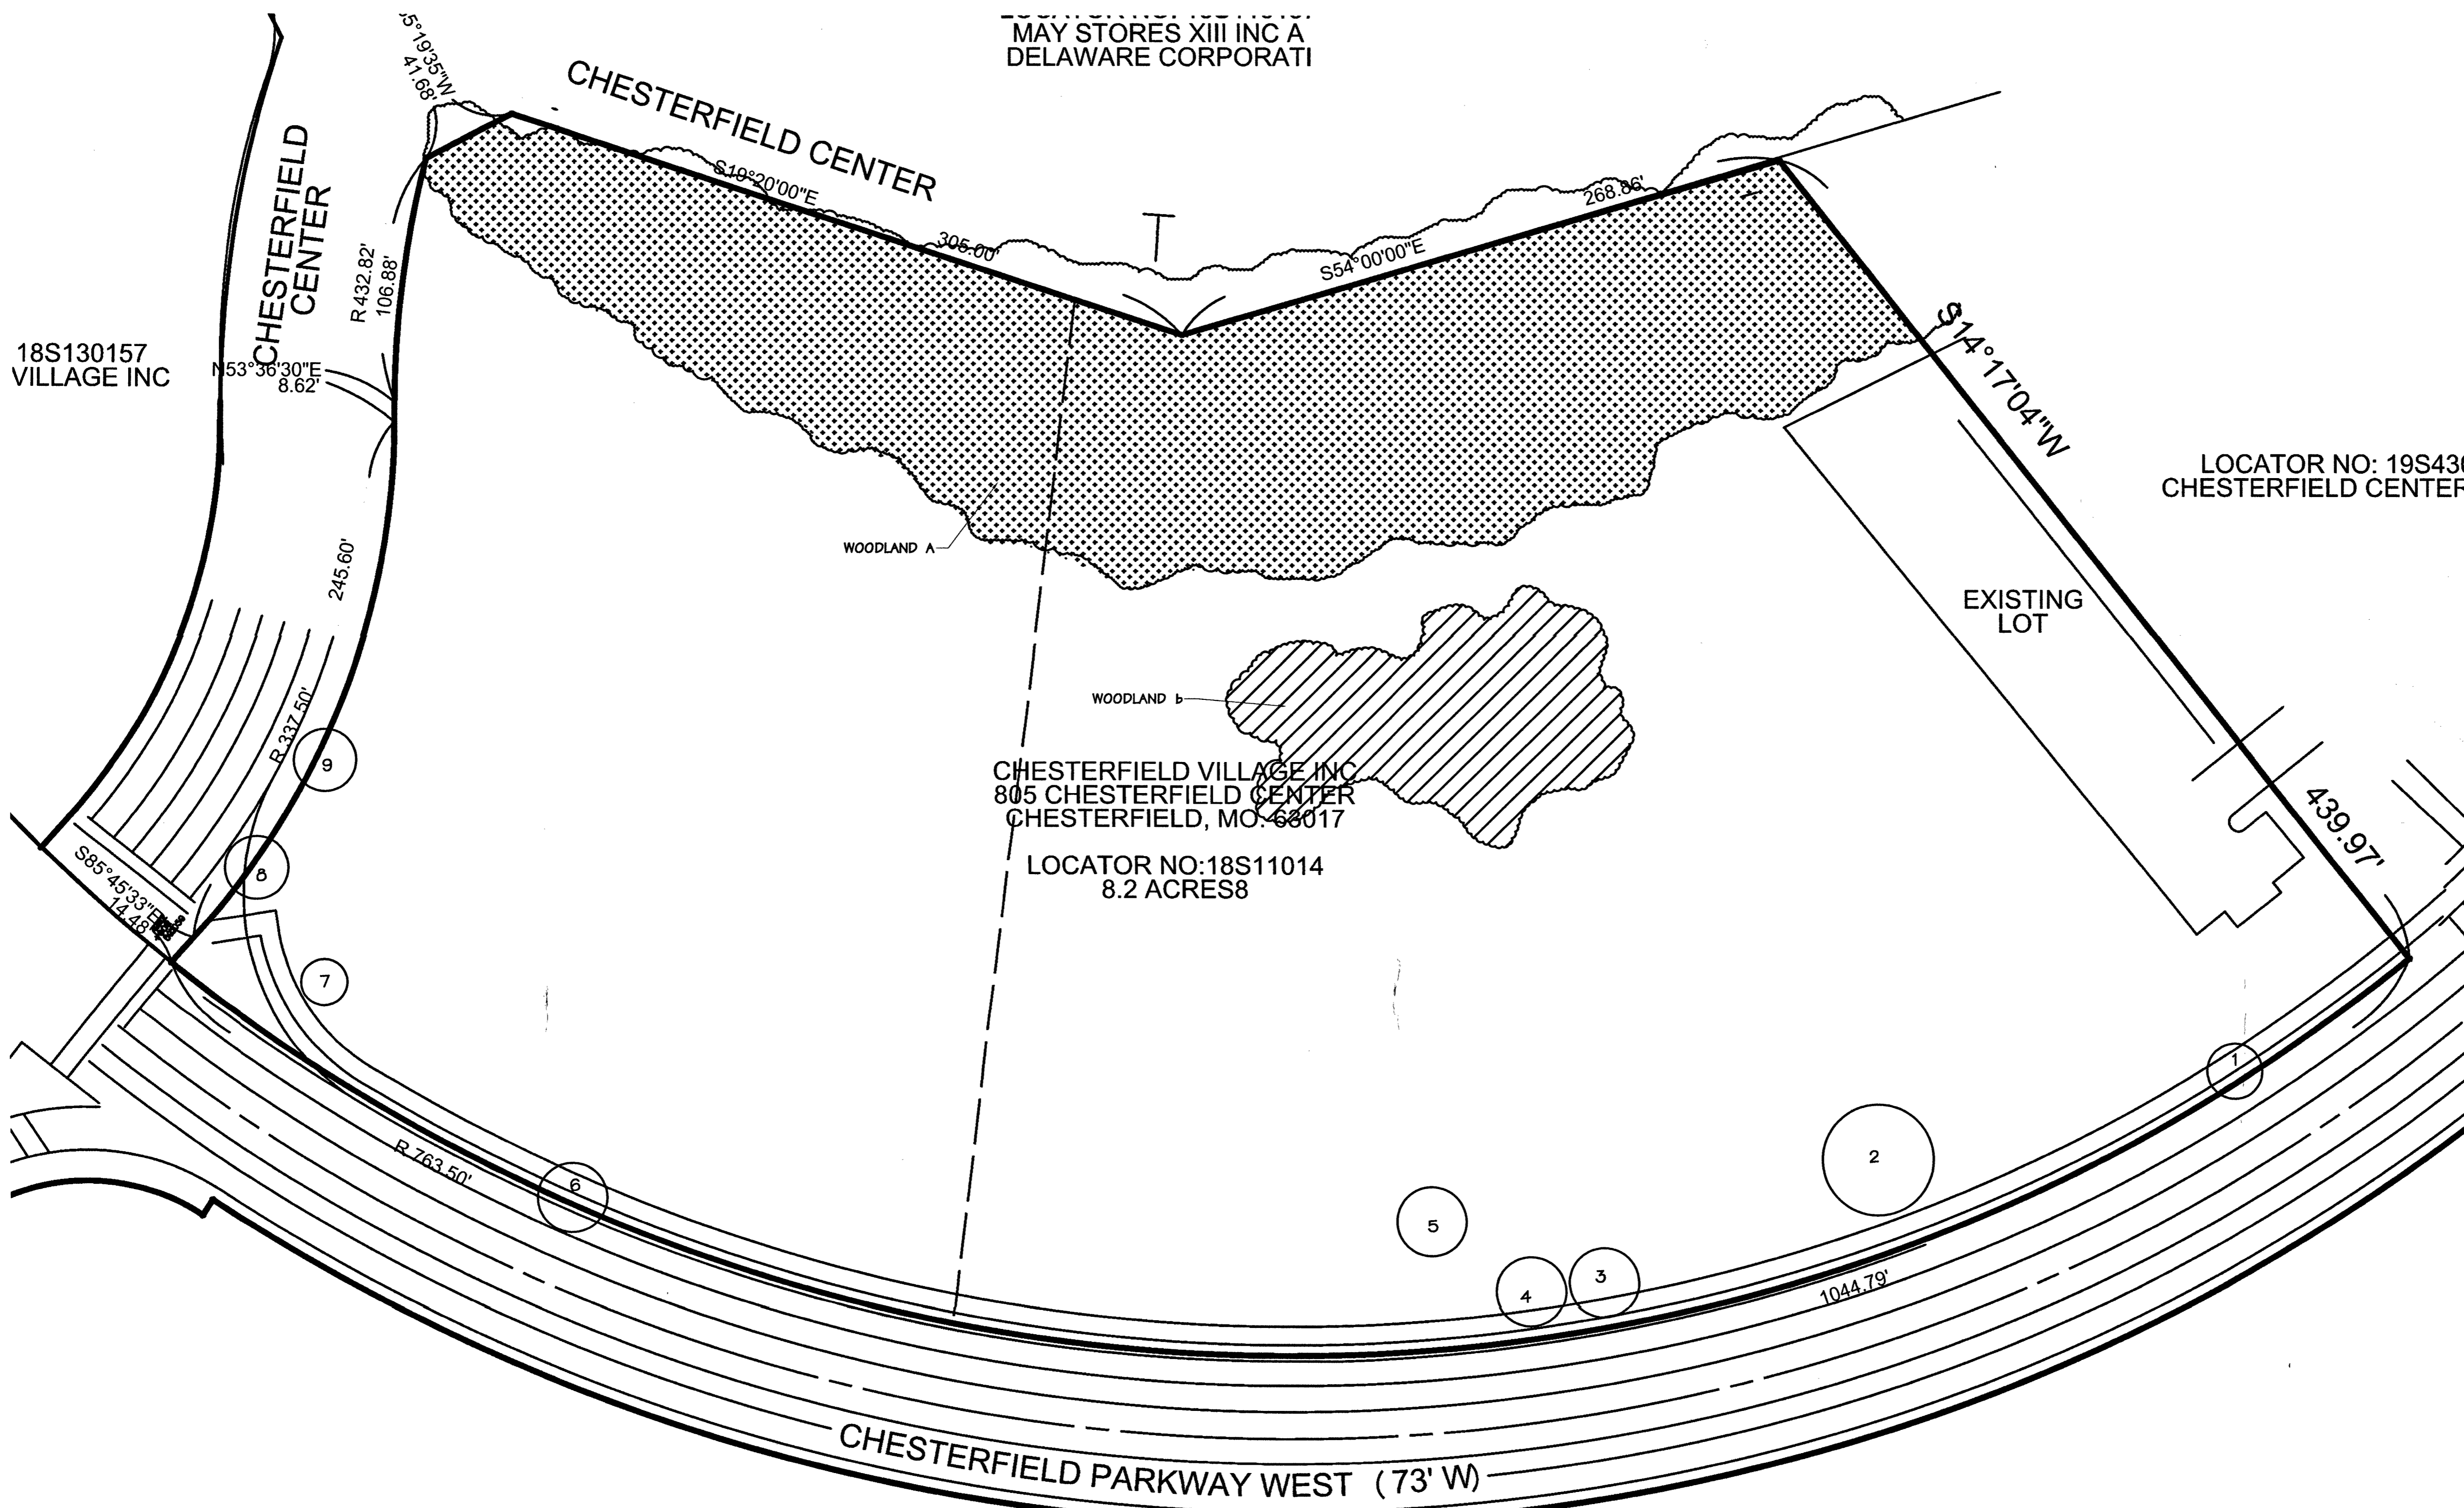 MAY STORES XIII INC A
DELAWARE CORPORATI
5°19'35"W
41.68'
CHESTERFIELD CENTER
S19°20'00"E
305.00'
S54°00'00"E
268.86'
CHESTERFIELD
CENTER
R 432.82'
106.88'
18S130157
VILLAGE INC
N53°36'30"E
8.62'
S14°17'04"W
439.97'
LOCATOR NO: 19S43
CHESTERFIELD CENTER
WOODLAND A
245.60'
EXISTING
LOT
WOODLAND b
R 337.50'
9
CHESTERFIELD VILLAGE INC
805 CHESTERFIELD CENTER
CHESTERFIELD, MO. 63017
LOCATOR NO:18S11014
8.2 ACRES8
8
S85°45'33"E
14.48'
7
1
2
R 763.50'
6
5
4
3
1044.79'
CHESTERFIELD PARKWAY WEST (73' W)